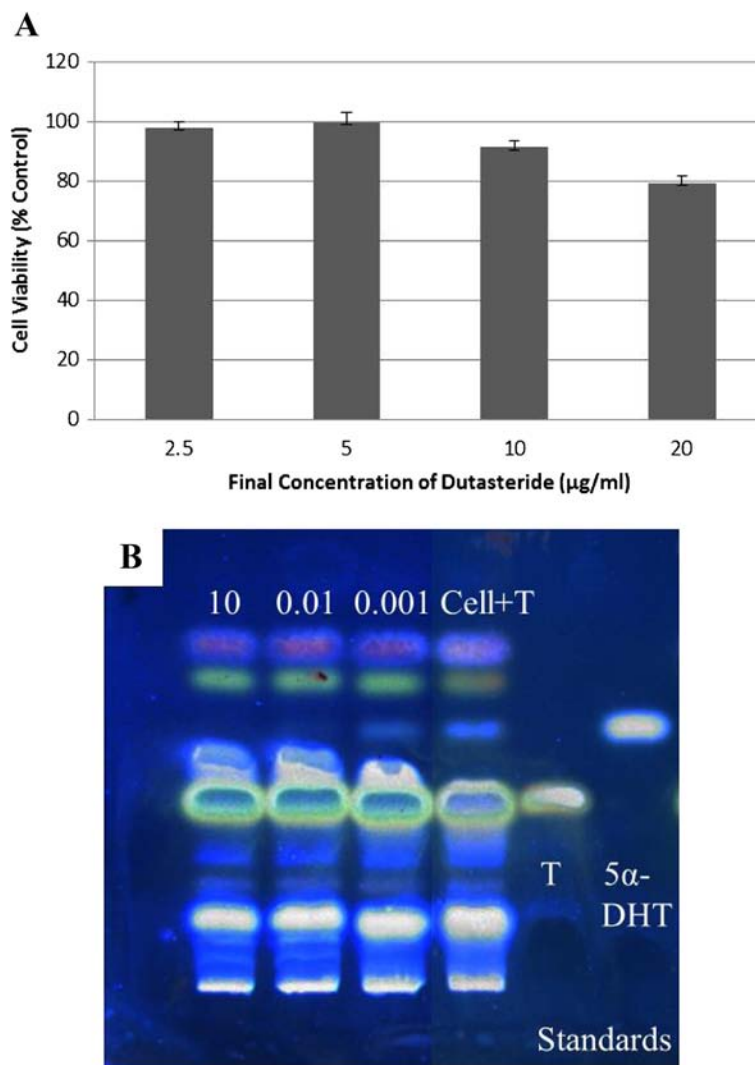 A
Cell Viability (% Control)
120
100
80
60
40
20
0
2.5 5 10 20
Final Concentration of Dutasteride (µg/ml)
B
10 0.01 0.001 Cell+T
T 5α-
DHT
Standards